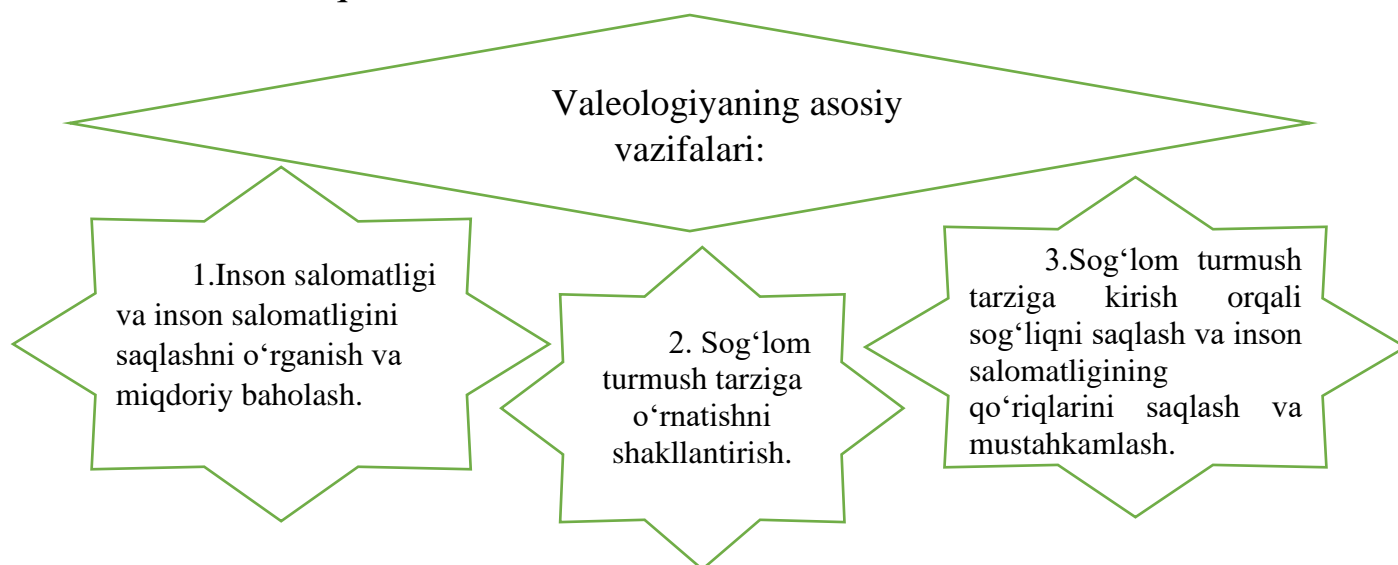 Valeologiyaning asosiy
vazifalari:
1.Inson salomatligi
va inson salomatligini
saqlashni o‘rganish va
miqdoriy baholash.
2. Sog‘lom
turmush tarziga
o‘rnatishni
shakllantirish.
3.Sog‘lom turmush
tarziga kirish orqali
sog‘liqni saqlash va inson
salomatligining
qo‘riqlarini saqlash va
mustahkamlash.